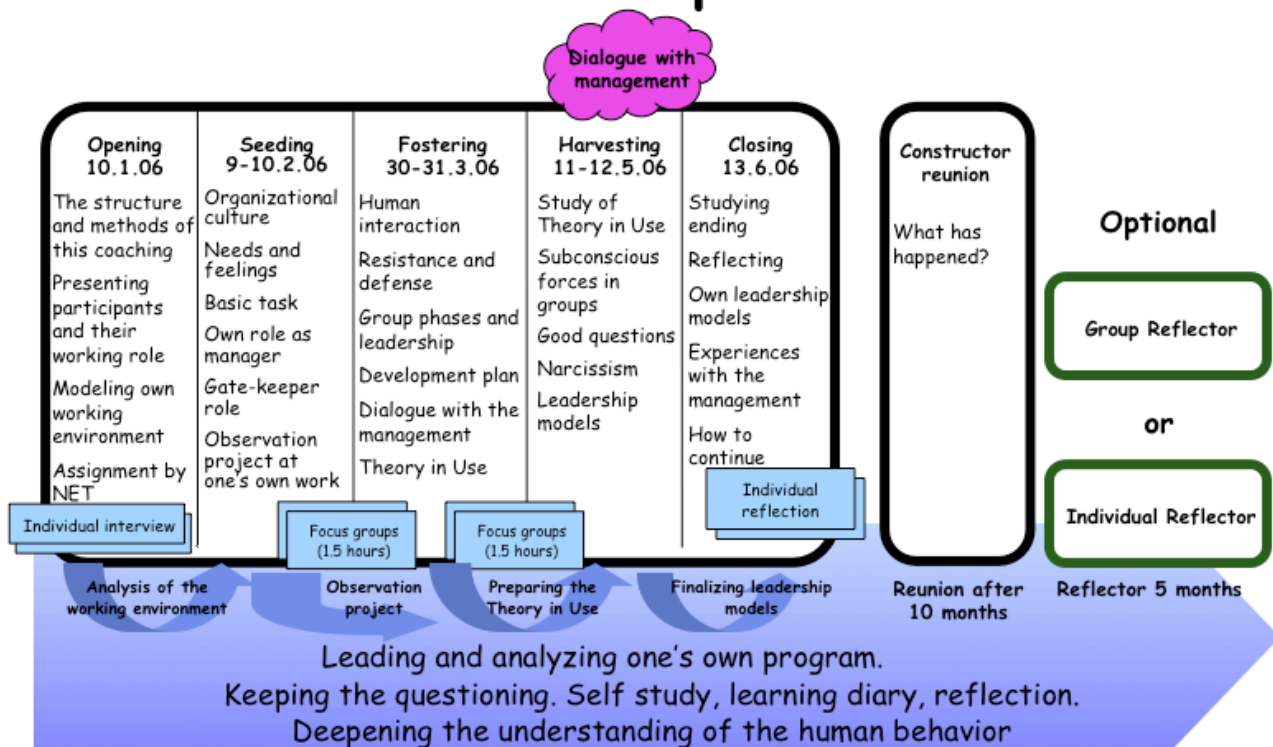 Dialogue with
management
Opening
10.1.06
The structure
and methods of
this coaching
Presenting
participants
and their
working role
Modeling own
working
environment
Assignment by
NET
Individual interview
Seeding
9-10.2.06
Organizational
culture
Needs and
feelings
Basic task
Own role as
manager
Gate-keeper
role
Observation
project at
one's own work
Focus groups
(1,5 hours)
Fostering
30-31.3.06
Human
interaction
Resistance and
defense
Group phases and
leadership
Development plan
Dialogue with the
management
Theory in Use
Focus groups
(1,5 hours)
Harvesting
11-12.5.06
Study of
Theory in Use
Subconscious
forces in
groups
Good questions
Narcissism
Leadership
models
Closing
13.6.06
Studying
ending
Reflecting
Own leadership
models
Experiences
with the
management
How to
continue
Individual
reflection
Constructor
reunion
What has
happened?
Optional
Group Reflector
or
Individual Reflector
Analysis of the
working environment
Observation
project
Preparing the
Theory in Use
Finalizing leadership
models
Reunion after
10 months
Reflector 5 months
Leading and analyzing one's own program.
Keeping the questioning. Self study, learning diary, reflection.
Deepening the understanding of the human behavior